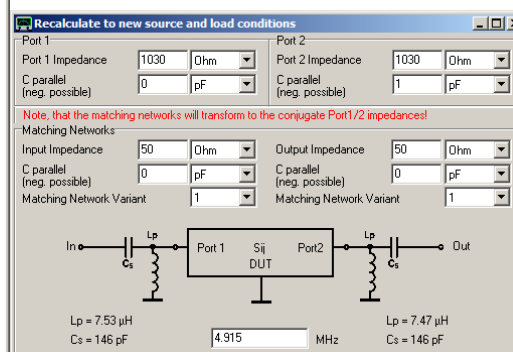 Recalculate to new source and load conditions
Port 1
Port 2
Port 1 Impedance 1030 Ohm
Port 2 Impedance 1030 Ohm
C parallel
(neg. possible) 0 pF
C parallel
(neg. possible) 1 pF
Note, that the matching networks will transform to the conjugate Port1/2 impedances!
Matching Networks
Input Impedance 50 Ohm
Output Impedance 50 Ohm
C parallel
(neg. possible) 0 pF
C parallel
(neg. possible) 0 pF
Matching Network Variant 1
Matching Network Variant 1
In Cs Lp Port 1 Sij Port2 Lp Cs Out
DUT
Lp = 7.53 µH
Lp = 7.47 µH
Cs = 146 pF 4.915 MHz Cs = 146 pF